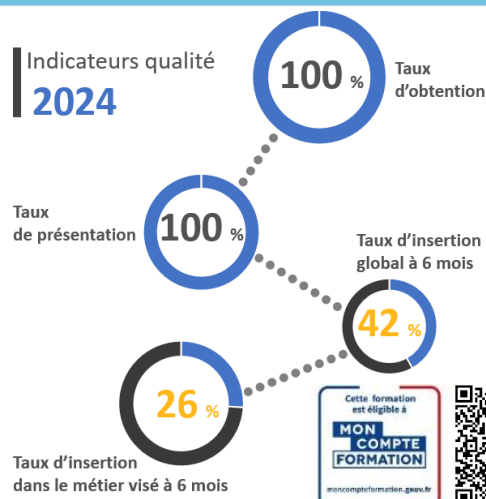 Indicateurs qualité
2024
100 %
Taux
d’obtention
Taux
de présentation
100 %
Taux d’insertion
global à 6 mois
42 %
26 %
Taux d’insertion
dans le métier visé à 6 mois
Cette formation
est éligible à
MON
COMPTE
FORMATION
moncompteformation.gouv.fr